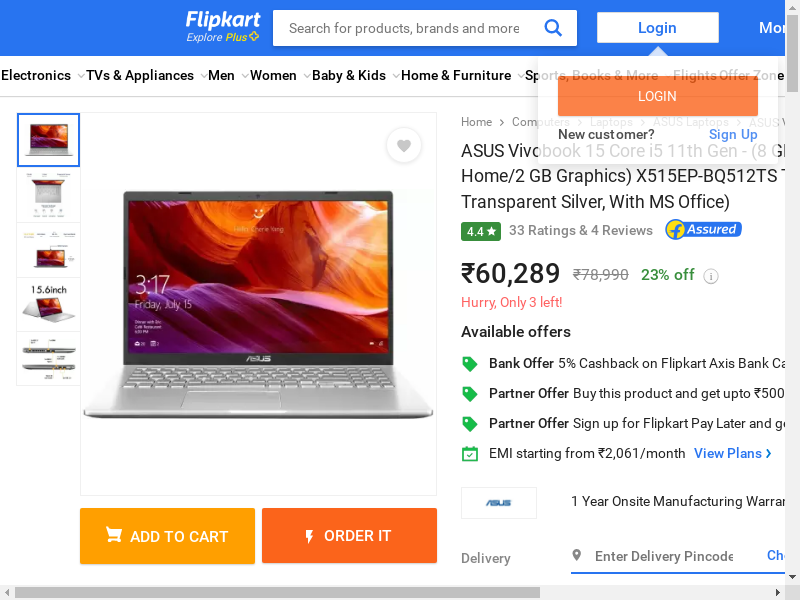 Flipkart
Explore Plus
Search for products, brands and more
Login
Electronics
TVs & Appliances
Men
Women
Baby & Kids
Home & Furniture
Sports, Books & More
Flights
Offer Zone
LOGIN
New customer?
Sign Up
Home
Computers
Laptops
ASUS Laptops
ASUS
ASUS Vivobook 15 Core i5 11th Gen - (8
Home/2 GB Graphics) X515EP-BQ512TS
Transparent Silver, With MS Office)
4.4
33 Ratings & 4 Reviews
Assured
₹60,289
₹78,990
23% off
Hurry, Only 3 left!
Available offers
Bank Offer 5% Cashback on Flipkart Axis Bank
Partner Offer Buy this product and get upto ₹500
Partner Offer Sign up for Flipkart Pay Later and
EMI starting from ₹2,061/month
View Plans
ASUS
1 Year Onsite Manufacturing
Delivery
Enter Delivery Pincode
15.6inch
3:17
Friday, July 15
ASUS
ADD TO CART
ORDER IT